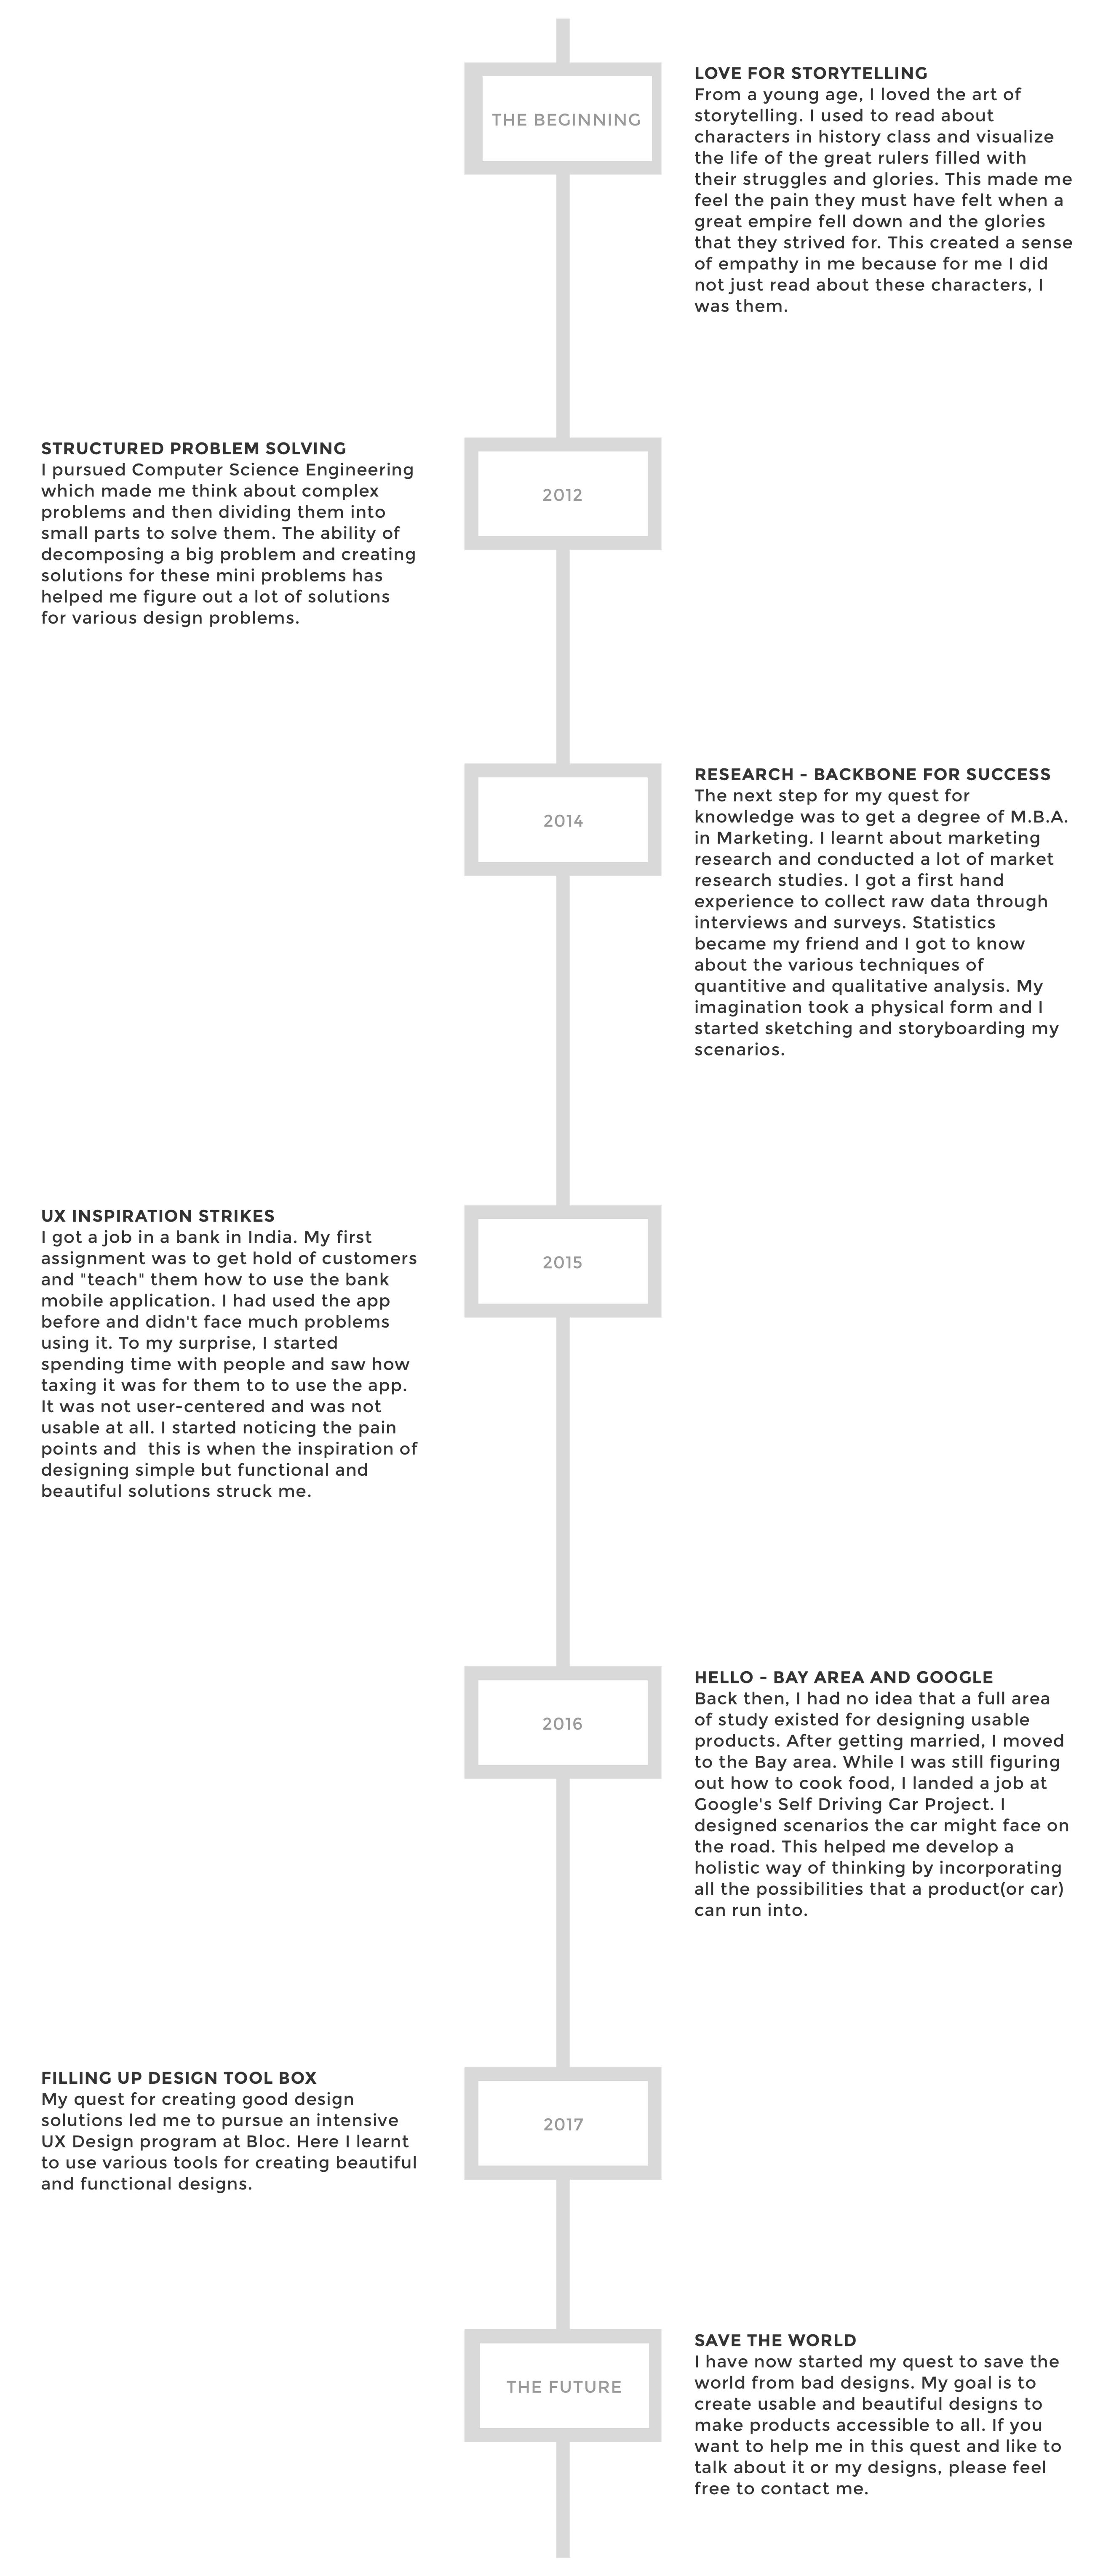 THE BEGINNING
LOVE FOR STORYTELLING
From a young age, I loved the art of
storytelling. I used to read about
characters in history class and visualize
the life of the great rulers filled with
their struggles and glories. This made me
feel the pain they must have felt when a
great empire fell down and the glories
that they strived for. This created a sense
of empathy in me because for me I did
not just read about these characters, I
was them.
2012
STRUCTURED PROBLEM SOLVING
I pursued Computer Science Engineering
which made me think about complex
problems and then dividing them into
small parts to solve them. The ability of
decomposing a big problem and creating
solutions for these mini problems has
helped me figure out a lot of solutions
for various design problems.
2014
RESEARCH - BACKBONE FOR SUCCESS
The next step for my quest for
knowledge was to get a degree of M.B.A.
in Marketing. I learnt about marketing
research and conducted a lot of market
research studies. I got a first hand
experience to collect raw data through
interviews and surveys. Statistics
became my friend and I got to know
about the various techniques of
quantitive and qualitative analysis. My
imagination took a physical form and I
started sketching and storyboarding my
scenarios.
2015
UX INSPIRATION STRIKES
I got a job in a bank in India. My first
assignment was to get hold of customers
and "teach" them how to use the bank
mobile application. I had used the app
before and didn't face much problems
using it. To my surprise, I started
spending time with people and saw how
taxing it was for them to to use the app.
It was not user-centered and was not
usable at all. I started noticing the pain
points and  this is when the inspiration of
designing simple but functional and
beautiful solutions struck me.
2016
HELLO - BAY AREA AND GOOGLE
Back then, I had no idea that a full area
of study existed for designing usable
products. After getting married, I moved
to the Bay area. While I was still figuring
out how to cook food, I landed a job at
Google's Self Driving Car Project. I
designed scenarios the car might face on
the road. This helped me develop a
holistic way of thinking by incorporating
all the possibilities that a product(or car)
can run into.
2017
FILLING UP DESIGN TOOL BOX
My quest for creating good design
solutions led me to pursue an intensive
UX Design program at Bloc. Here I learnt
to use various tools for creating beautiful
and functional designs.
THE FUTURE
SAVE THE WORLD
I have now started my quest to save the
world from bad designs. My goal is to
create usable and beautiful designs to
make products accessible to all. If you
want to help me in this quest and like to
talk about it or my designs, please feel
free to contact me.